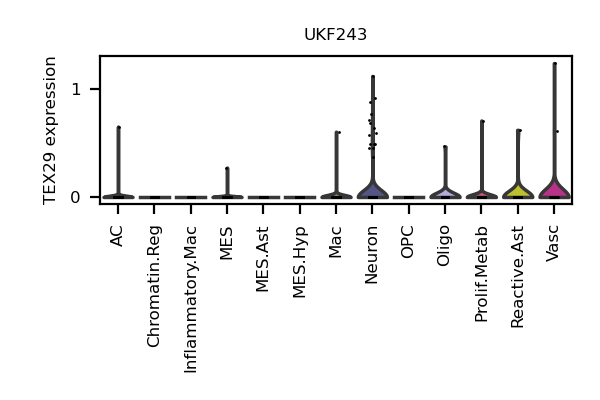 UKF243
TEX29 expression
1
0
AC
Chromatin.Reg
Inflammatory.Mac
MES
MES.Ast
MES.Hyp
Mac
Neuron
OPC
Oligo
Prolif.Metab
Reactive.Ast
Vasc